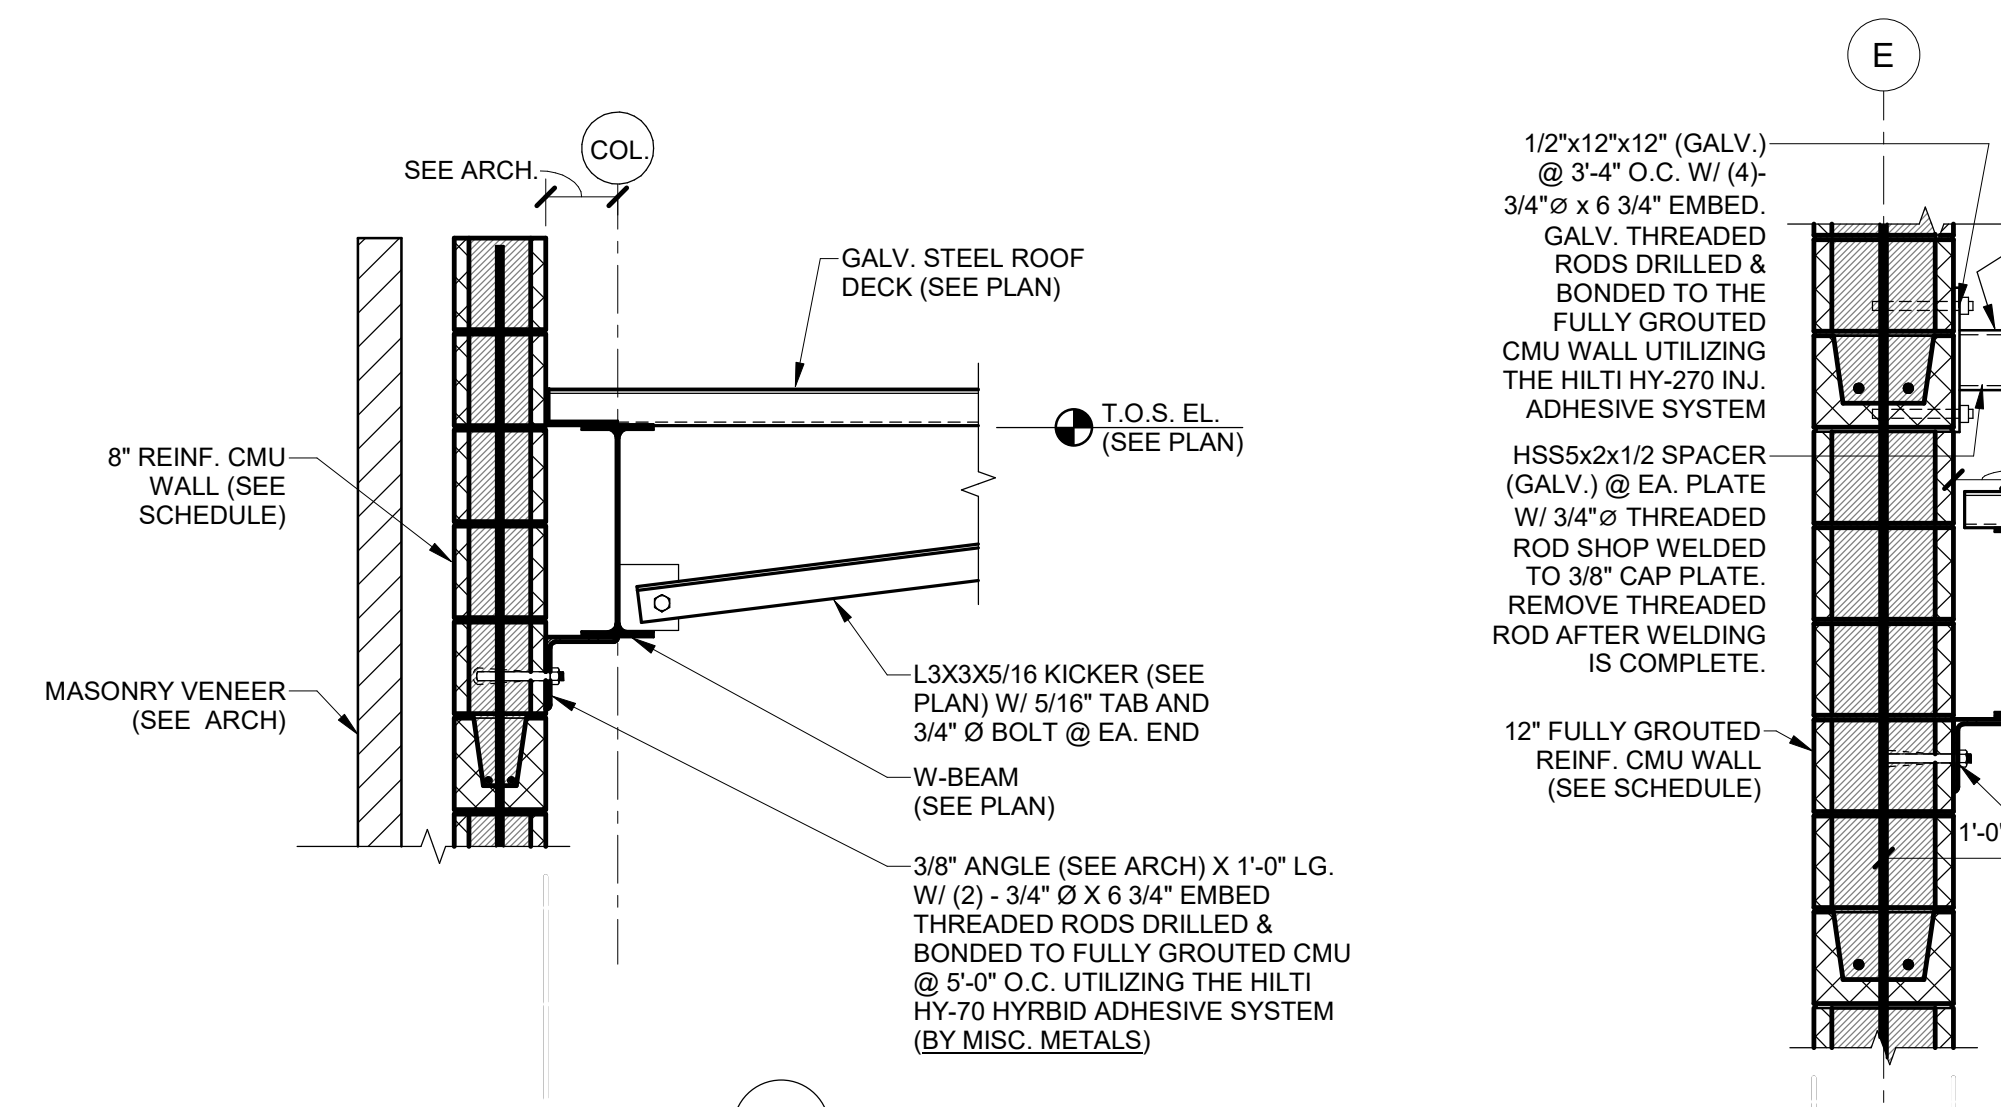 COL.
SEE ARCH.
GALV. STEEL ROOF
DECK (SEE PLAN)
T.O.S. EL.
(SEE PLAN)
8" REINF. CMU
WALL (SEE
SCHEDULE)
MASONRY VENEER
(SEE ARCH)
L3X3X5/16 KICKER (SEE
PLAN) W/ 5/16" TAB AND
3/4" Ø BOLT @ EA. END
W-BEAM
(SEE PLAN)
3/8" ANGLE (SEE ARCH) X 1'-0" LG.
W/ (2) - 3/4" Ø X 6 3/4" EMBED
THREADED RODS DRILLED &
BONDED TO FULLY GROUTED CMU
@ 5'-0" O.C. UTILIZING THE HILTI
HY-70 HYRBID ADHESIVE SYSTEM
(BY MISC. METALS)
E
1/2"x12"x12" (GALV.)
@ 3'-4" O.C. W/ (4)-
3/4"Ø x 6 3/4" EMBED.
GALV. THREADED
RODS DRILLED &
BONDED TO THE
FULLY GROUTED
CMU WALL UTILIZING
THE HILTI HY-270 INJ.
ADHESIVE SYSTEM
HSS5x2x1/2 SPACER
(GALV.) @ EA. PLATE
W/ 3/4"Ø THREADED
ROD SHOP WELDED
TO 3/8" CAP PLATE.
REMOVE THREADED
ROD AFTER WELDING
IS COMPLETE.
12" FULLY GROUTED
REINF. CMU WALL
(SEE SCHEDULE)
1'-0"